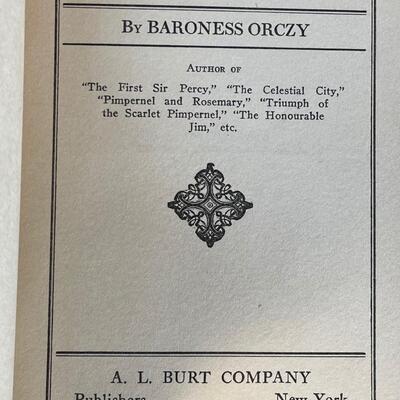 By BARONESS ORCZY
Author of
"The First Sir Percy," "The Celestial City,"
"Pimpernel and Rosemary," "Triumph of
the Scarlet Pimpernel," "The Honourable
Jim," etc.
A. L. BURT COMPANY
Publishers New York